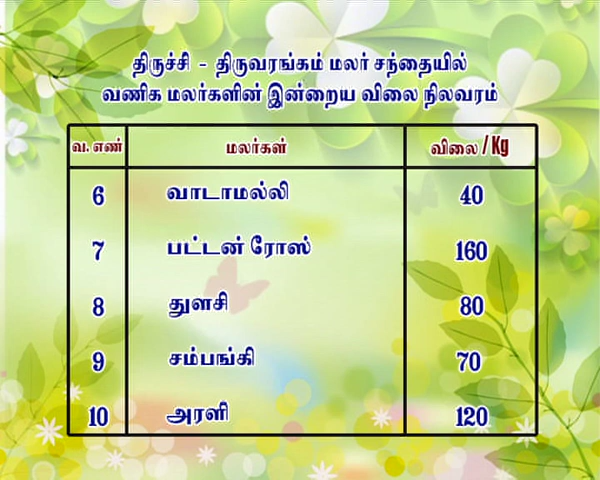 திருச்சி - திருவரங்கம் மலர் சந்தையில்
வணிக மலர்களின் இன்றைய விலை நிலவரம்
வ. எண் மலர்கள் விலை / Kg
6 வாடாமல்லி 40
7 பட்டன் ரோஸ் 160
8 துளசி 80
9 சம்பங்கி 70
10 அரளி 120